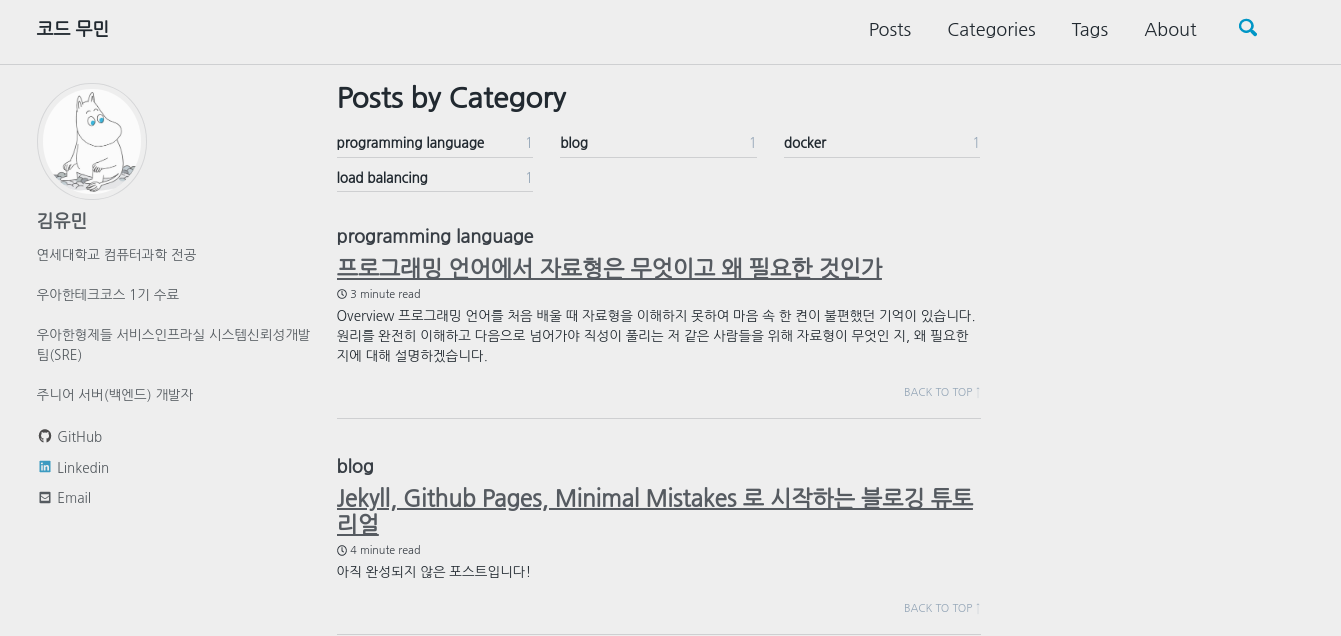 코드 무민
Posts Categories Tags About
김유민
연세대학교 컴퓨터과학 전공
우아한테크코스 1기 수료
우아한형제들 서비스인프라실 시스템신뢰성개발
팀(SRE)
주니어 서버(백엔드) 개발자
GitHub
Linkedin
Email
Posts by Category
programming language 1 blog 1 docker 1
load balancing 1
programming language
프로그래밍 언어에서 자료형은 무엇이고 왜 필요한 것인가
3 minute read
Overview 프로그래밍 언어를 처음 배울 때 자료형을 이해하지 못하여 마음 속 한 켠이 불편했던 기억이 있습니다.
원리를 완전히 이해하고 다음으로 넘어가야 직성이 풀리는 저 같은 사람들을 위해 자료형이 무엇인 지, 왜 필요한
지에 대해 설명하겠습니다.
BACK TO TOP ↑
blog
Jekyll, Github Pages, Minimal Mistakes 로 시작하는 블로깅 튜토
리얼
4 minute read
아직 완성되지 않은 포스트입니다!
BACK TO TOP ↑